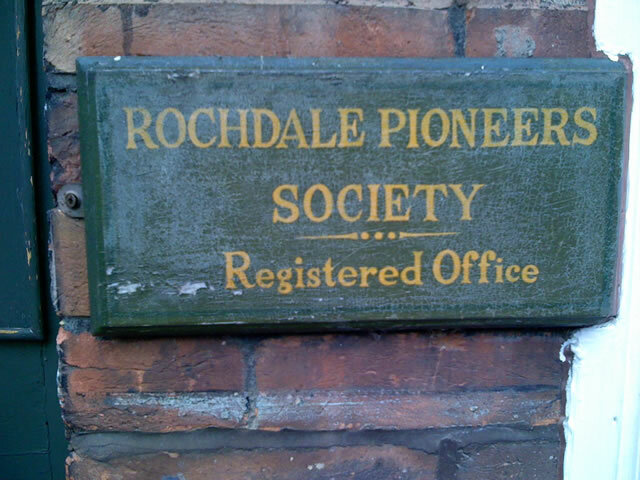 ROCHDALE PIONEERS
SOCIETY
Registered Office